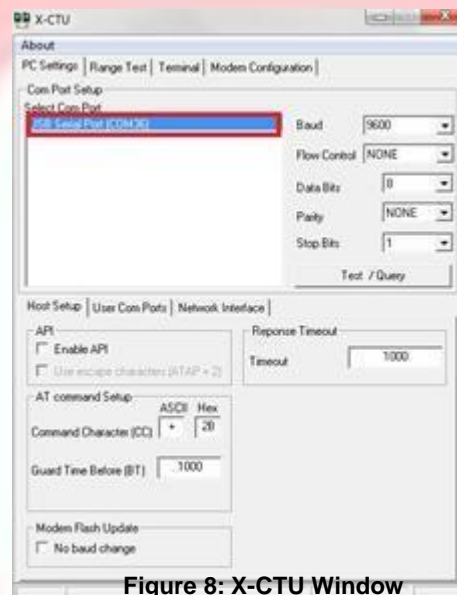 X-CTU
About
PC Settings | Range Test | Terminal | Modem Configuration |
Com Port Setup
Select Com Port
USB Serial Port (COM36)
Baud 9600
Flow Control NONE
Data Bits 8
Parity NONE
Stop Bits 1
Test / Query
Host Setup | User Com Ports | Network Interface |
API
Enable API
Use escape characters (ATAP = 2)
Reponse Timeout
Timeout 1000
AT command Setup
ASCII Hex
Command Character (CC) + 2B
Guard Time Before (BT) 1000
Modem Flash Update
No baud change
Figure 8: X-CTU Window